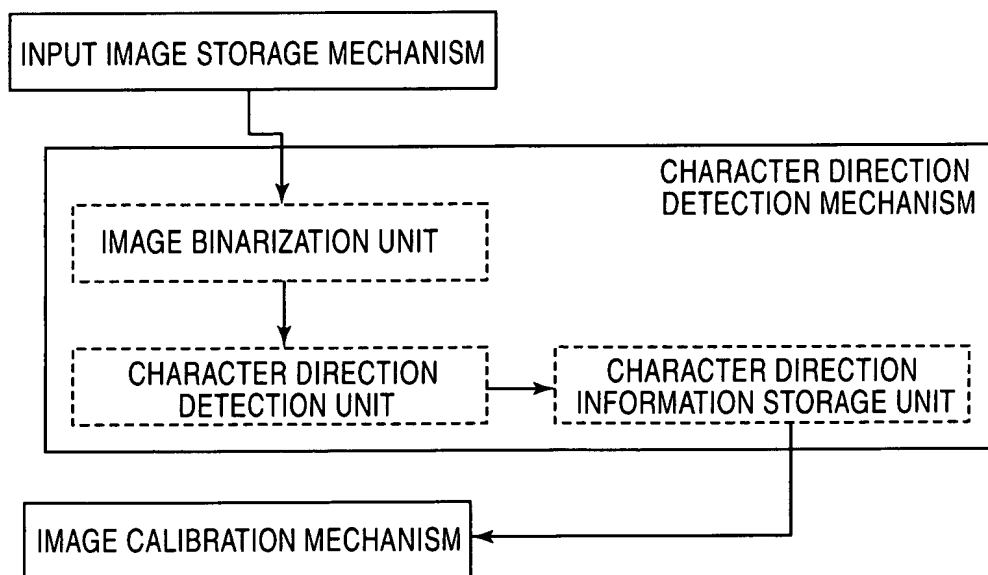 INPUT IMAGE STORAGE MECHANISM
CHARACTER DIRECTION
DETECTION MECHANISM
IMAGE BINARIZATION UNIT
CHARACTER DIRECTION
DETECTION UNIT
CHARACTER DIRECTION
INFORMATION STORAGE UNIT
IMAGE CALIBRATION MECHANISM